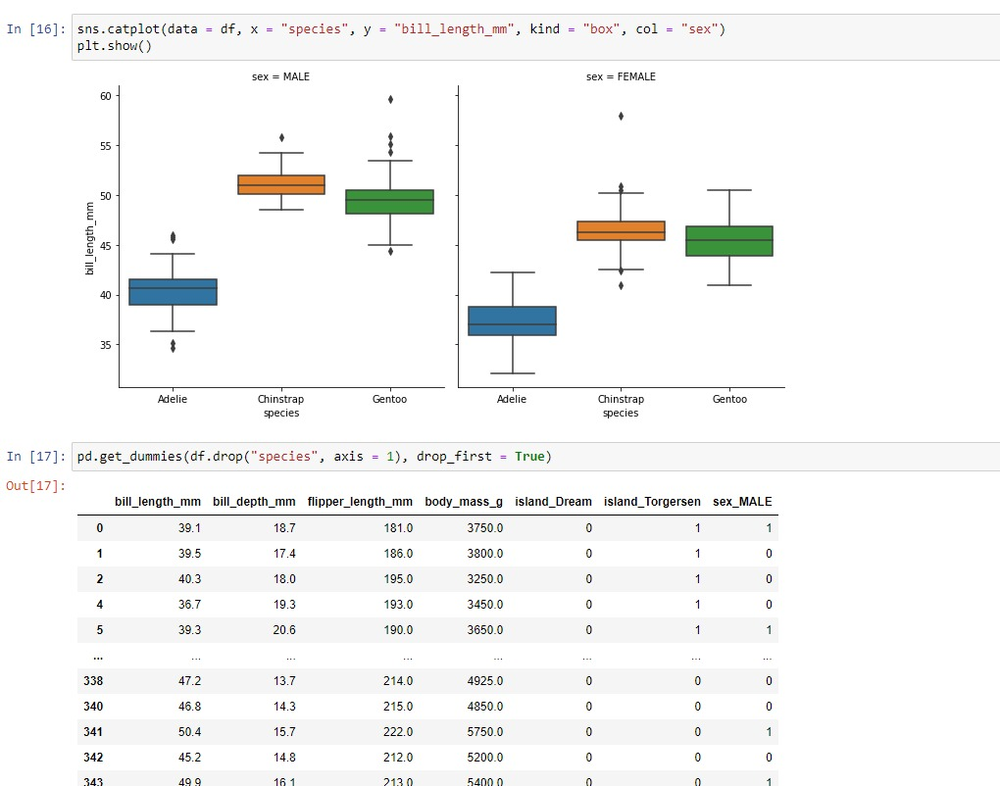 In [16]: sns.catplot(data = df, x = "species", y = "bill_length_mm", kind = "box", col = "sex")
plt.show()
sex = MALE sex = FEMALE
60
55
50
45
40
35
bill_length_mm
Adelie Chinstrap Gentoo Adelie Chinstrap Gentoo
species species
In [17]: pd.get_dummies(df.drop("species", axis = 1), drop_first = True)
Out[17]:
bill_length_mm bill_depth_mm flipper_length_mm body_mass_g island_Dream island_Torgersen sex_MALE
0 39.1 18.7 181.0 3750.0 0 1 1
1 39.5 17.4 186.0 3800.0 0 1 0
2 40.3 18.0 195.0 3250.0 0 1 0
4 36.7 19.3 193.0 3450.0 0 1 0
5 39.3 20.6 190.0 3650.0 0 1 1
... ... ... ... ... ... ... ...
338 47.2 13.7 214.0 4925.0 0 0 0
340 46.8 14.3 215.0 4850.0 0 0 0
341 50.4 15.7 222.0 5750.0 0 0 1
342 45.2 14.8 212.0 5200.0 0 0 0
343 49.9 16.1 213.0 5400.0 0 0 1